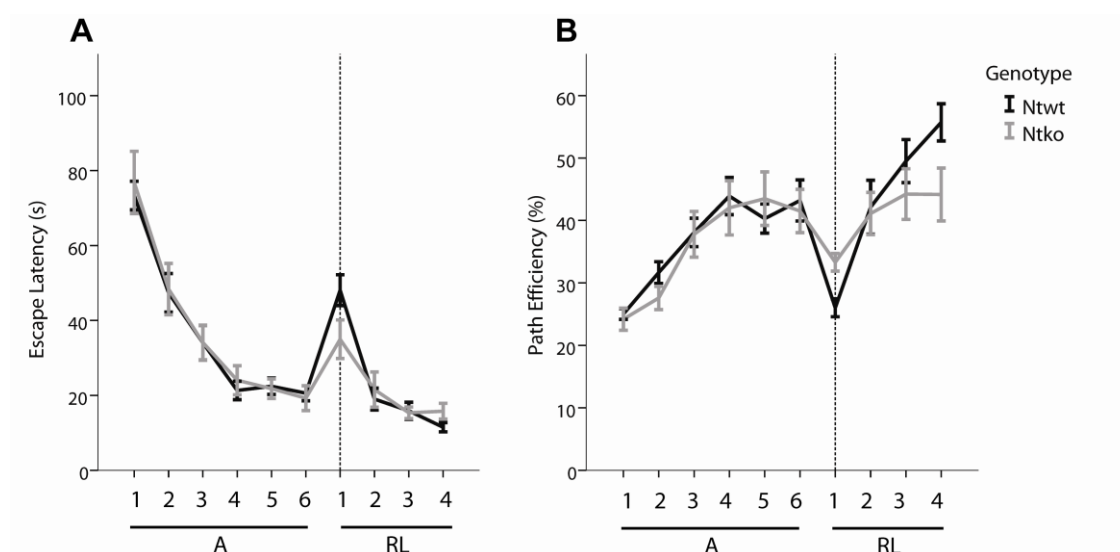 A
B
Genotype
Ntwt
Ntko
Escape Latency (s)
100
80
60
40
20
0
1 2 3 4 5 6 1 2 3 4
A RL
Path Efficiency (%)
60
50
40
30
20
10
0
1 2 3 4 5 6 1 2 3 4
A RL